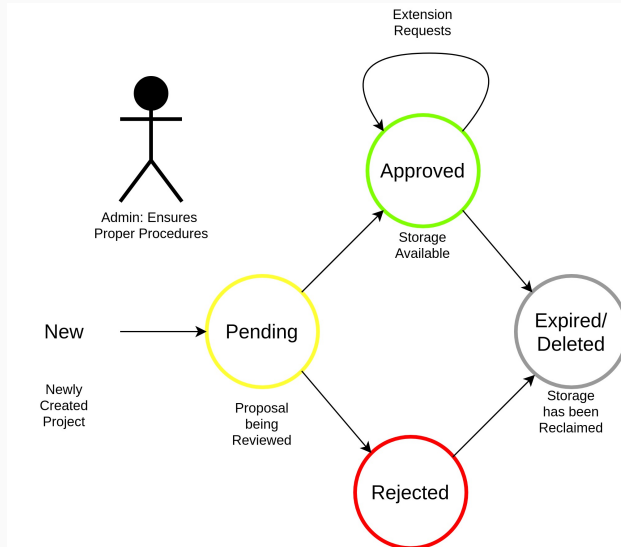 Extension
Requests
Approved
Admin: Ensures
Proper Procedures
Storage
Available
New
Pending
Expired/
Deleted
Newly
Created
Project
Proposal
being
Reviewed
Storage
has been
Reclaimed
Rejected